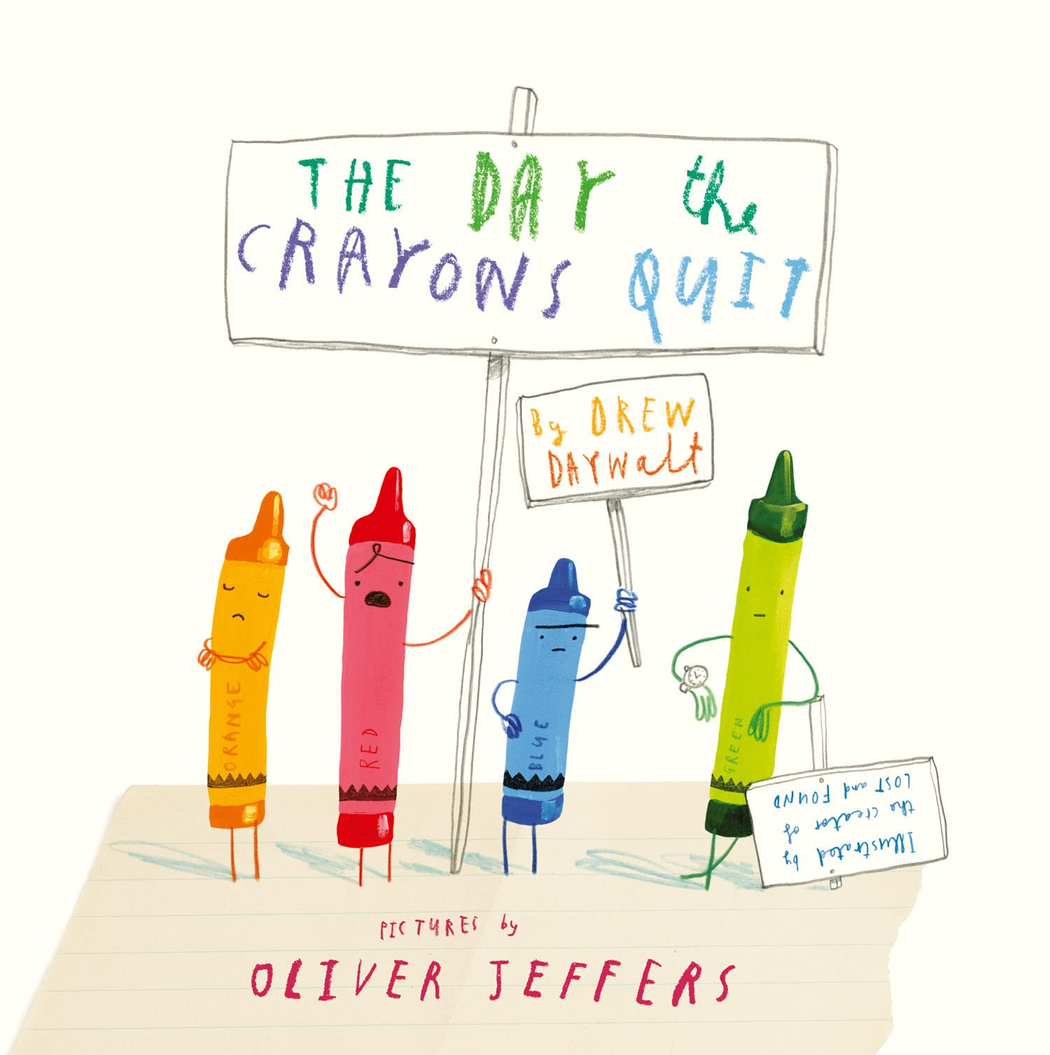 THE DAY the
CRAYONS QUIT
By DREW
DAYWalt
ORANGE
RED
BLUE
GREEN
Illustrated by
the creator of
LOST and FOUND
PICTURES by
OLIVER JEFFERS